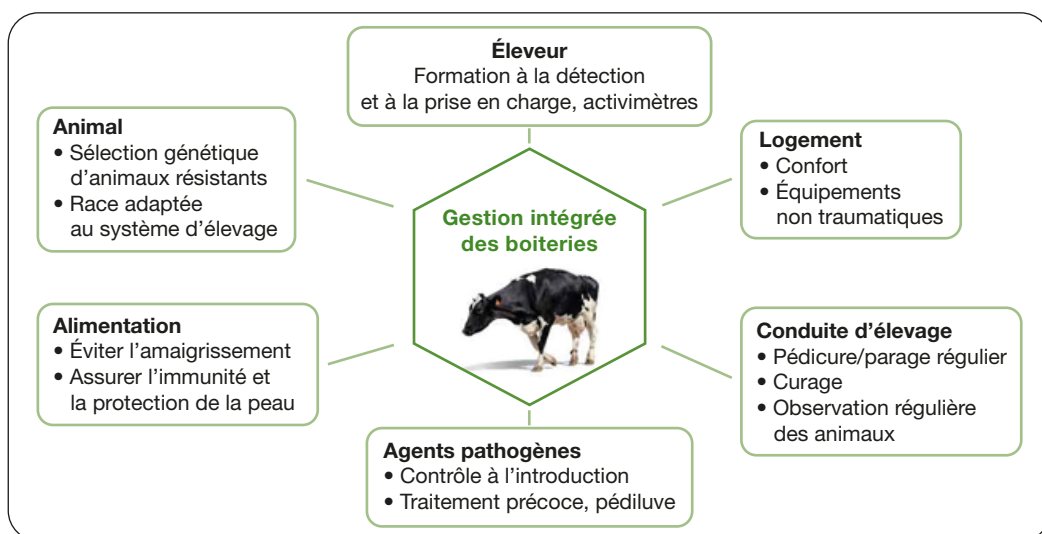 Éleveur
Formation à la détection
et à la prise en charge, activimètres
Animal
• Sélection génétique
d'animaux résistants
• Race adaptée
au système d'élevage
Logement
• Confort
• Équipements
non traumatiques
Gestion intégrée
des boiteries
Alimentation
• Éviter l'amaigrissement
• Assurer l'immunité et
la protection de la peau
Conduite d'élevage
• Pédicure/parage régulier
• Curage
• Observation régulière
des animaux
Agents pathogènes
• Contrôle à l'introduction
• Traitement précoce, pédiluve